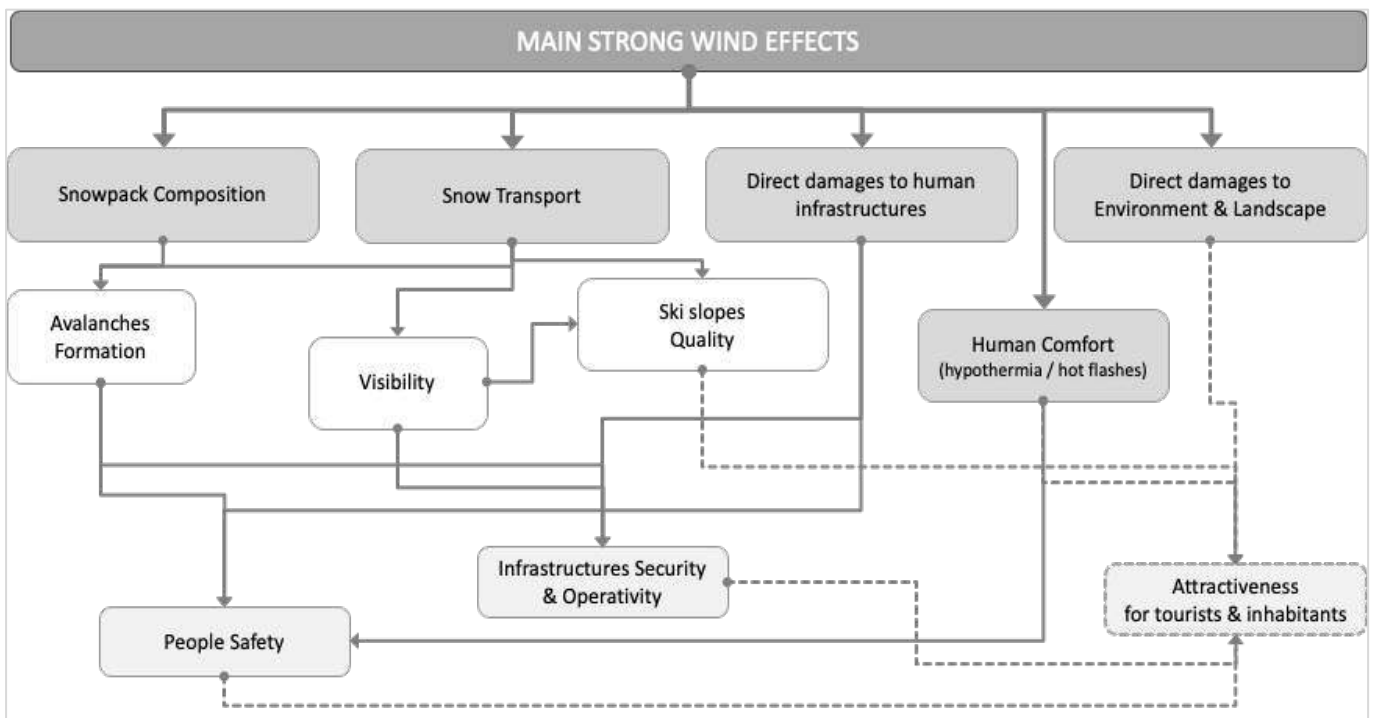 MAIN STRONG WIND EFFECTS
Snowpack Composition
Snow Transport
Direct damages to human
infrastructures
Direct damages to
Environment & Landscape
Avalanches
Formation
Visibility
Ski slopes
Quality
Human Comfort
(hypothermia / hot flashes)
Infrastructures Security
& Operativity
Attractiveness
for tourists & inhabitants
People Safety